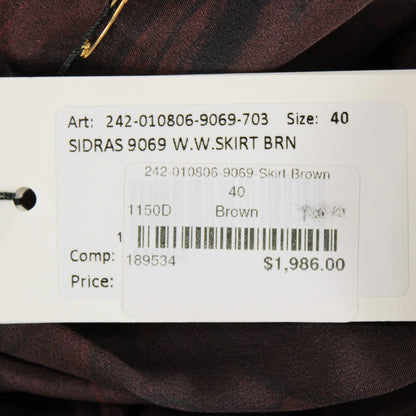 Art: 242-010806-9069-703 Size: 40
SIDRAS 9069 W.W.SKIRT BRN
242-010806-9069-Skirt-Brown
40
1150D Brown
1
Comp: 189534
Price: $1,986.00